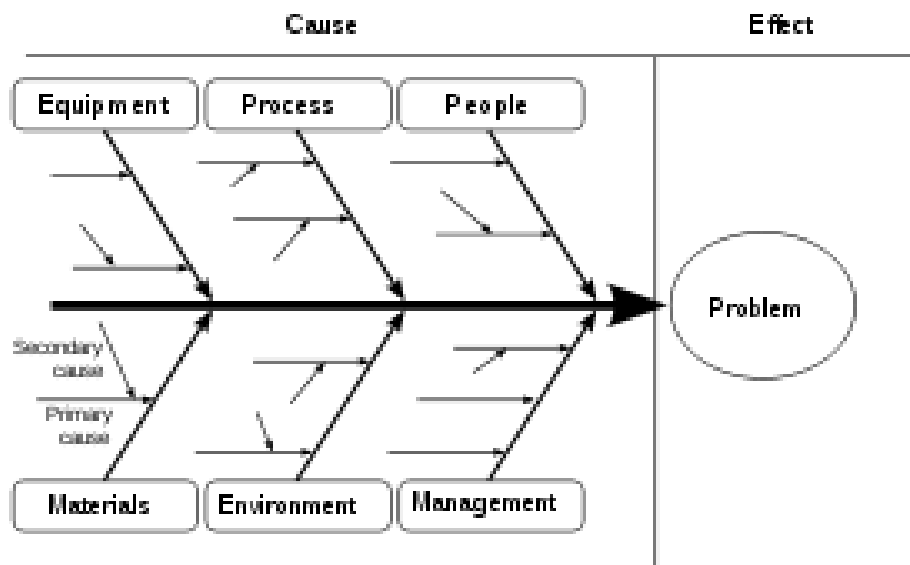 Cause
Effect
Equipment
Process
People
Problem
Secondary
cause
Primary
cause
Materials
Environment
Management